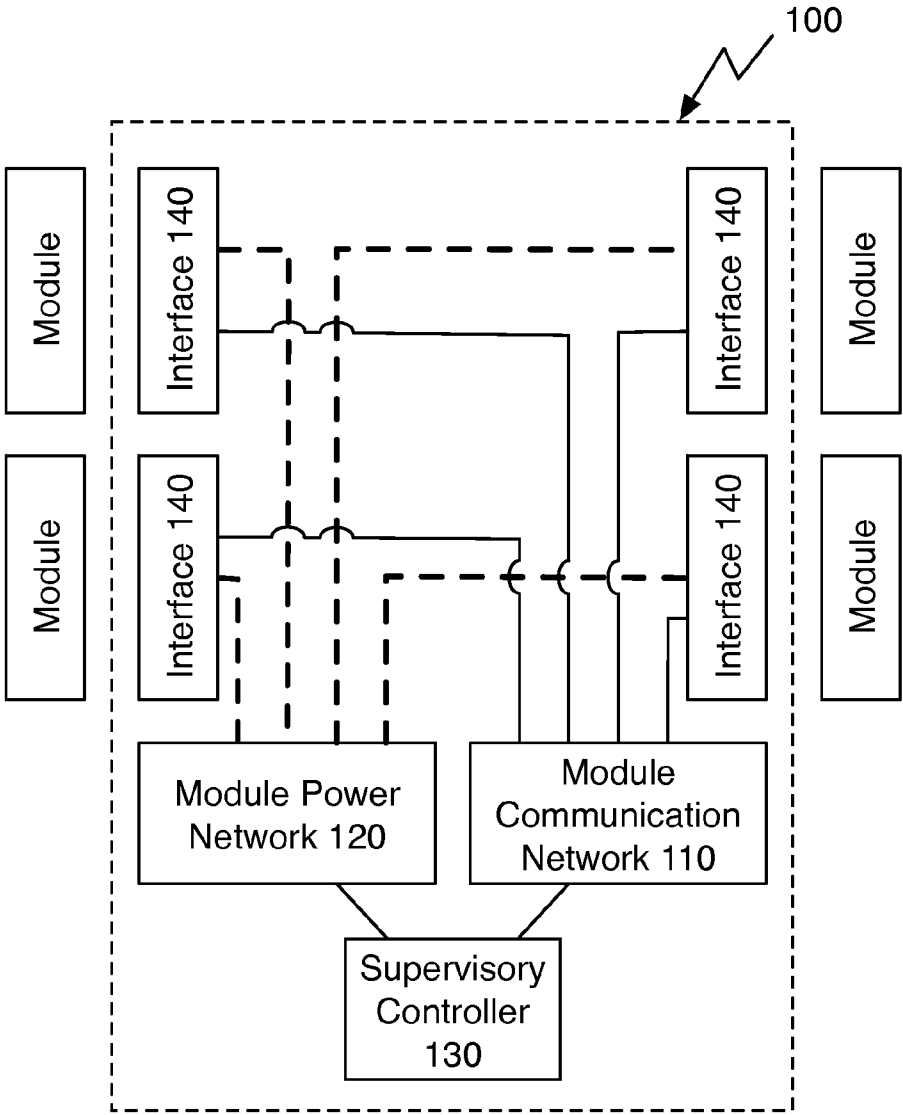 100
Module
Interface 140
Interface 140
Module
Module
Interface 140
Interface 140
Module
Module Power
Network 120
Module
Communication
Network 110
Supervisory
Controller
130